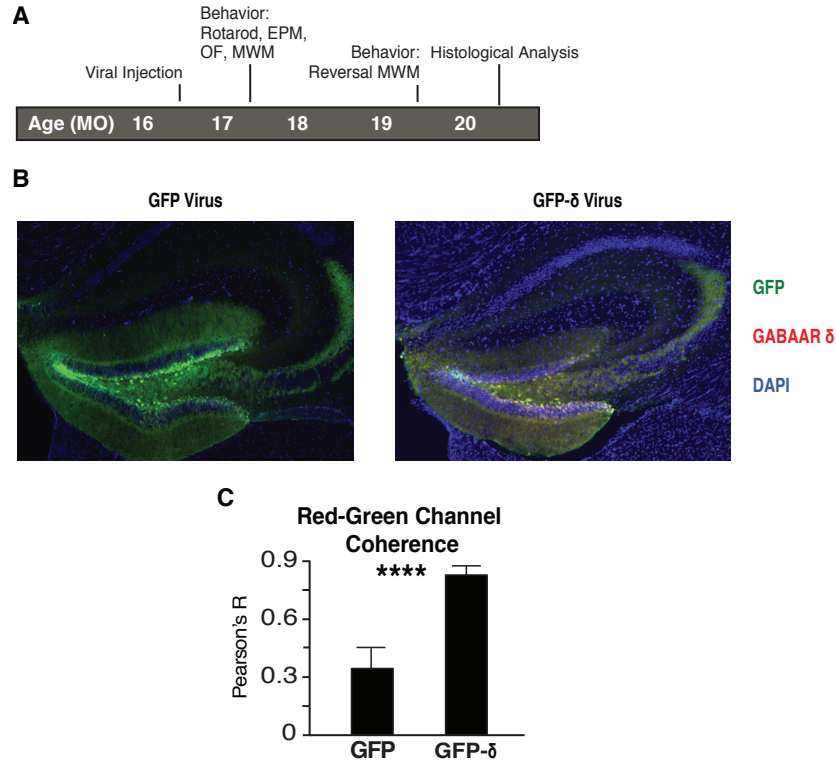 A
Behavior:
Rotarod, EPM,
OF, MWM
Viral Injection
Behavior:
Reversal MWM
Histological Analysis
Age (MO) 16 17 18 19 20
B
GFP Virus
GFP-δ Virus
GFP
GABAAR δ
DAPI
C
Red-Green Channel
Coherence
****
Pearson's R
0.9
0.6
0.3
0
GFP
GFP-δ